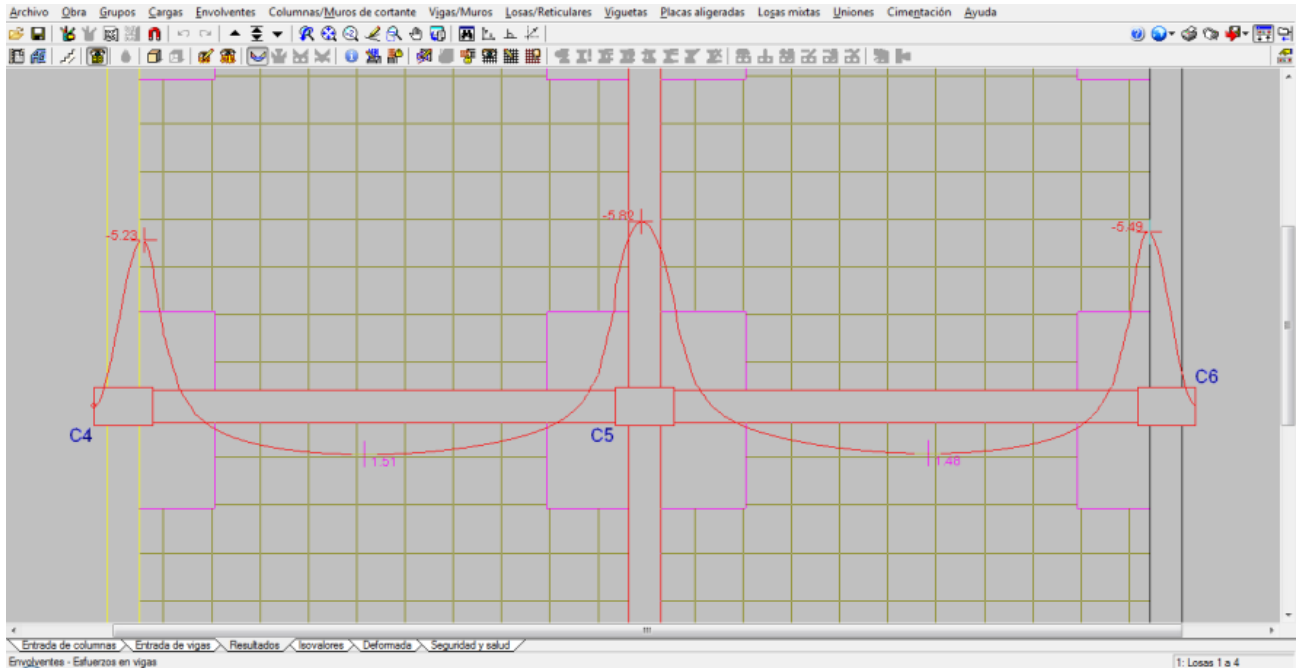 Archivo Obra Grupos Cargas Envolventes Columnas/Muros de cortante Vigas/Muros Losas/Reticulares Viguetas Placas aligeradas Losas mixtas Uniones Cimentación Ayuda
-5.82
-5.23
-5.49
C6
C4
C5
1.51
1.48
Entrada de columnas Entrada de vigas Resultados Isovalores Deformada Seguridad y salud
Envolventes - Esfuerzos en vigas
1: Losas 1 a 4